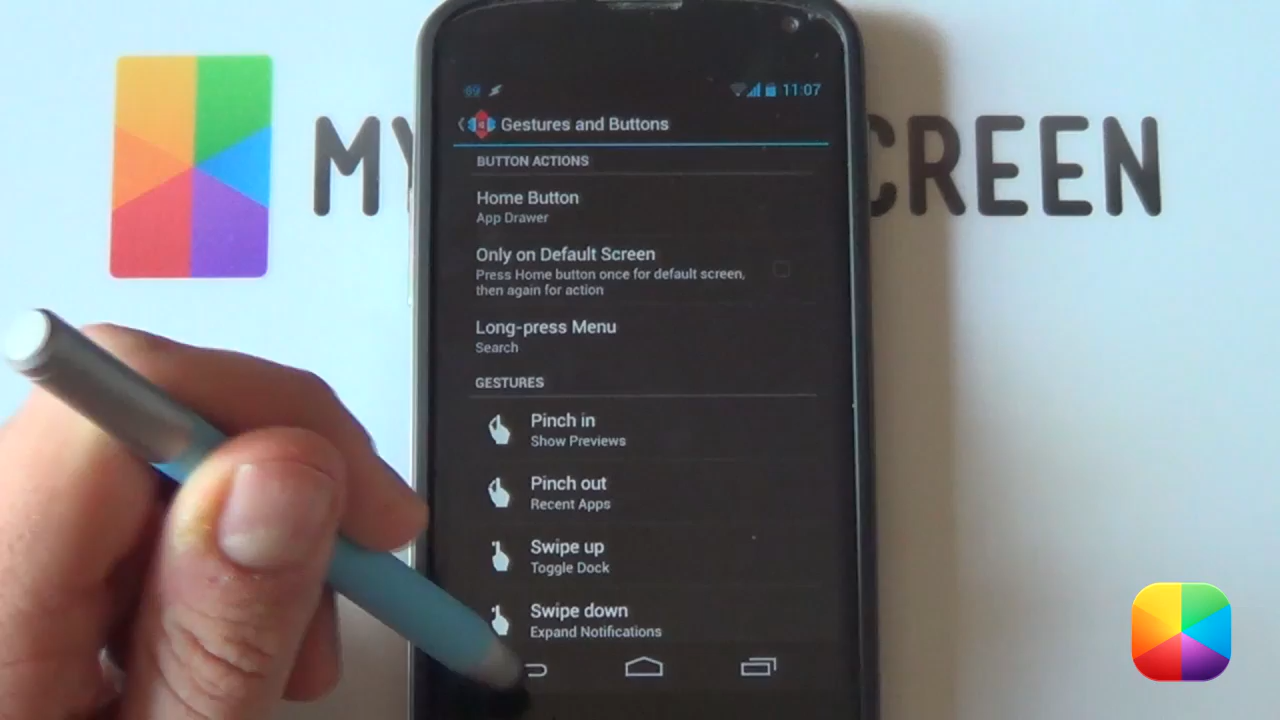 69
11:07
Gestures and Buttons
MY
CREEN
BUTTON ACTIONS
Home Button
App Drawer
Only on Default Screen
Press Home button once for default screen,
then again for action
Long-press Menu
Search
GESTURES
Pinch in
Show Previews
Pinch out
Recent Apps
Swipe up
Toggle Dock
Swipe down
Expand Notifications